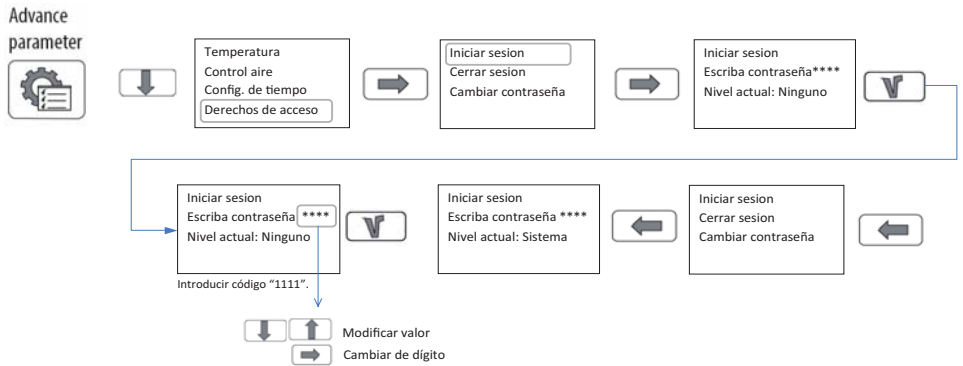 Advance
parameter
Temperatura
Control aire
Config. de tiempo
Derechos de acceso
Iniciar sesion
Cerrar sesion
Cambiar contraseña
Iniciar sesion
Escriba contraseña****
Nivel actual: Ninguno
Iniciar sesion
Escriba contraseña ****
Nivel actual: Ninguno
Introducir código “1111”.
Iniciar sesion
Escriba contraseña ****
Nivel actual: Sistema
Iniciar sesion
Cerrar sesion
Cambiar contraseña
Modificar valor
Cambiar de dígito